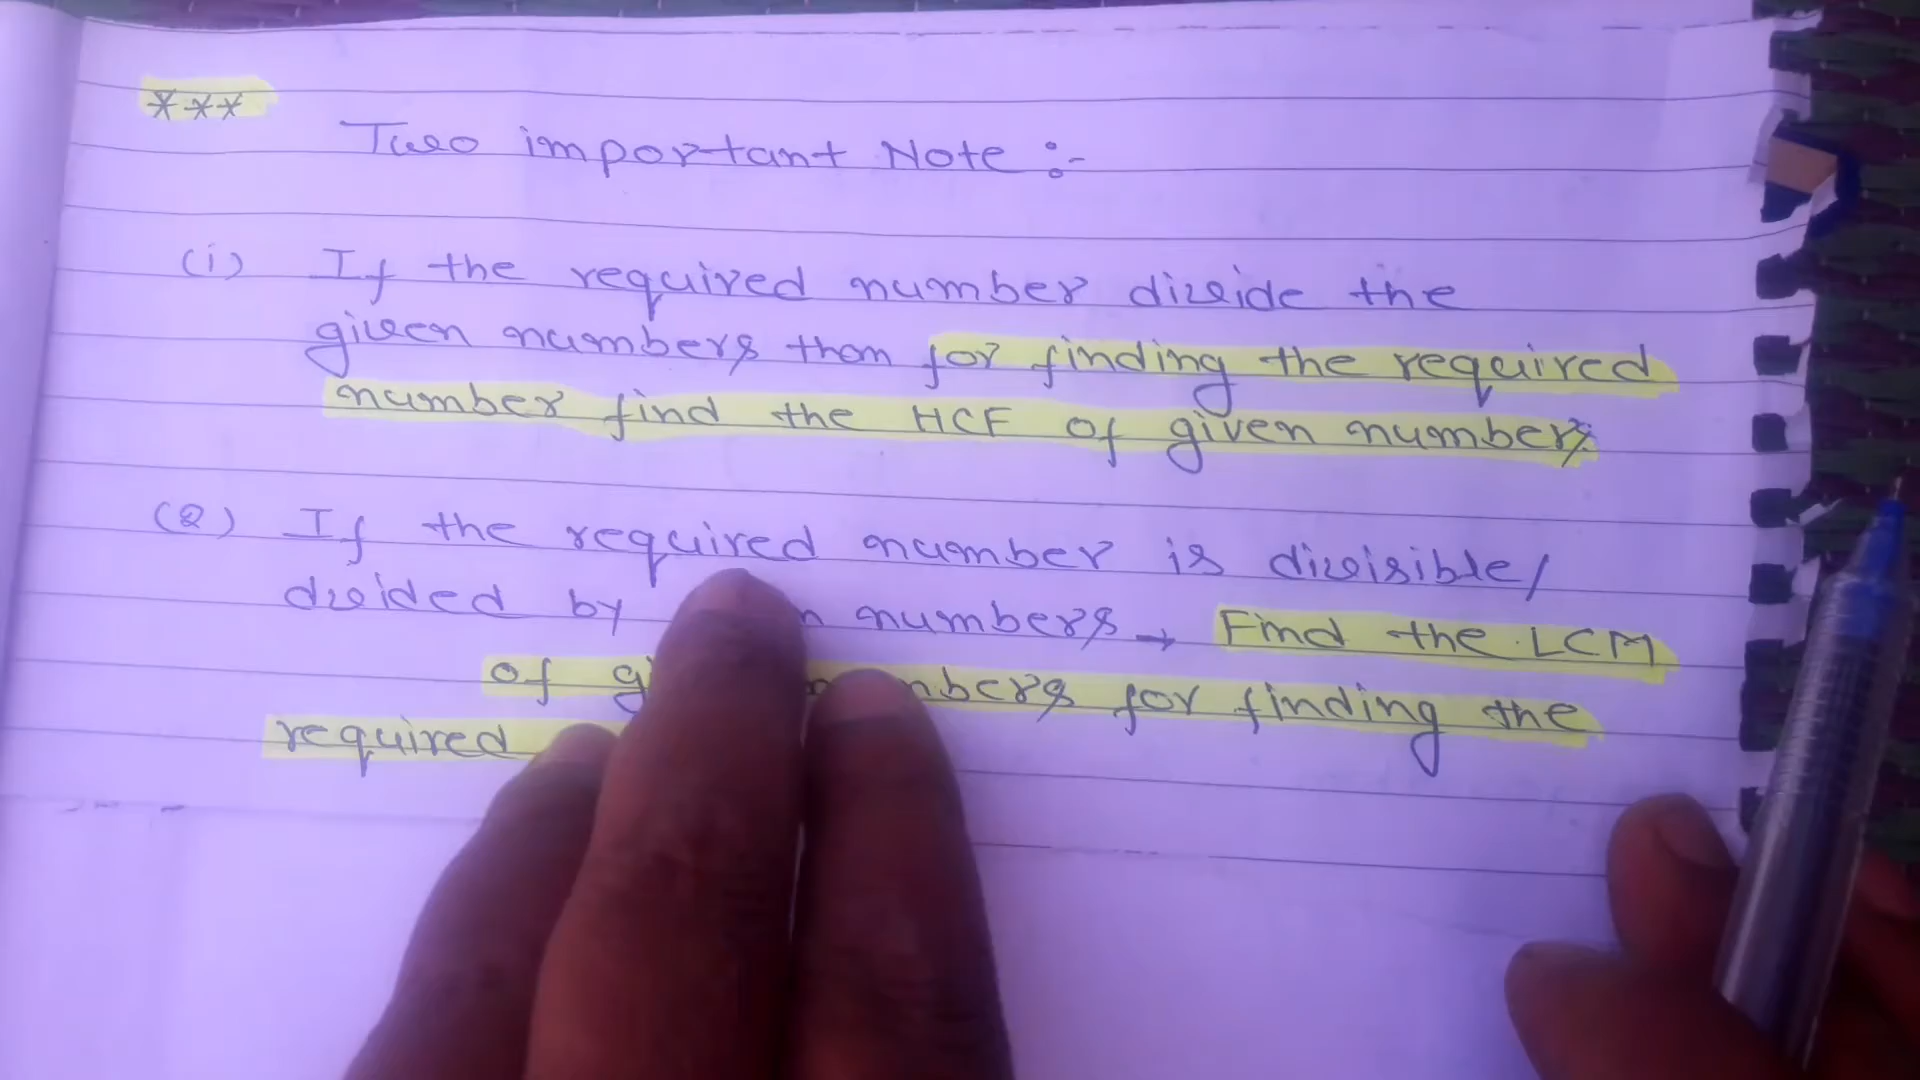 ***
Two important Note :-
(i) If the required number divide the
given numbers than for finding the required
number find the HCF of given numbers.
(2) If the required number is divisible/
divided by numbers → Find the LCM
of for finding the
required